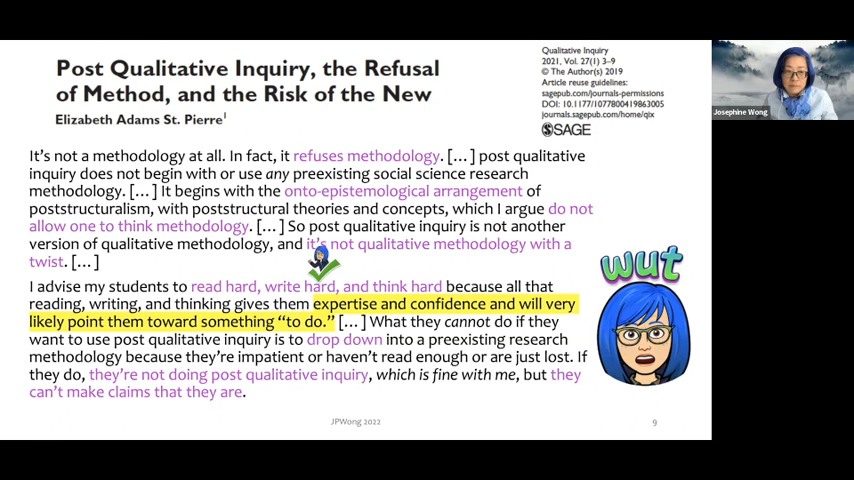 Post Qualitative Inquiry, the Refusal
of Method, and the Risk of the New
Elizabeth Adams St. Pierre¹
Qualitative Inquiry
2021, Vol. 27(1) 3–9
© The Author(s) 2019
Article reuse guidelines:
sagepub.com/journals-permissions
DOI: 10.1177/1077800419863005
journals.sagepub.com/home/qix
SAGE
Josephine Wong
It's not a methodology at all. In fact, it refuses methodology. […] post qualitative
inquiry does not begin with or use any preexisting social science research
methodology. […] It begins with the onto-epistemological arrangement of
poststructuralism, with poststructural theories and concepts, which I argue do not
allow one to think methodology. […] So post qualitative inquiry is not another
version of qualitative methodology, and it's not qualitative methodology with a
twist. […]
I advise my students to read hard, write hard, and think hard because all that
reading, writing, and thinking gives them expertise and confidence and will very
likely point them toward something "to do." […] What they cannot do if they
want to use post qualitative inquiry is to drop down into a preexisting research
methodology because they're impatient or haven't read enough or are just lost. If
they do, they're not doing post qualitative inquiry, which is fine with me, but they
can't make claims that they are.
wut
JPWong 2022
9